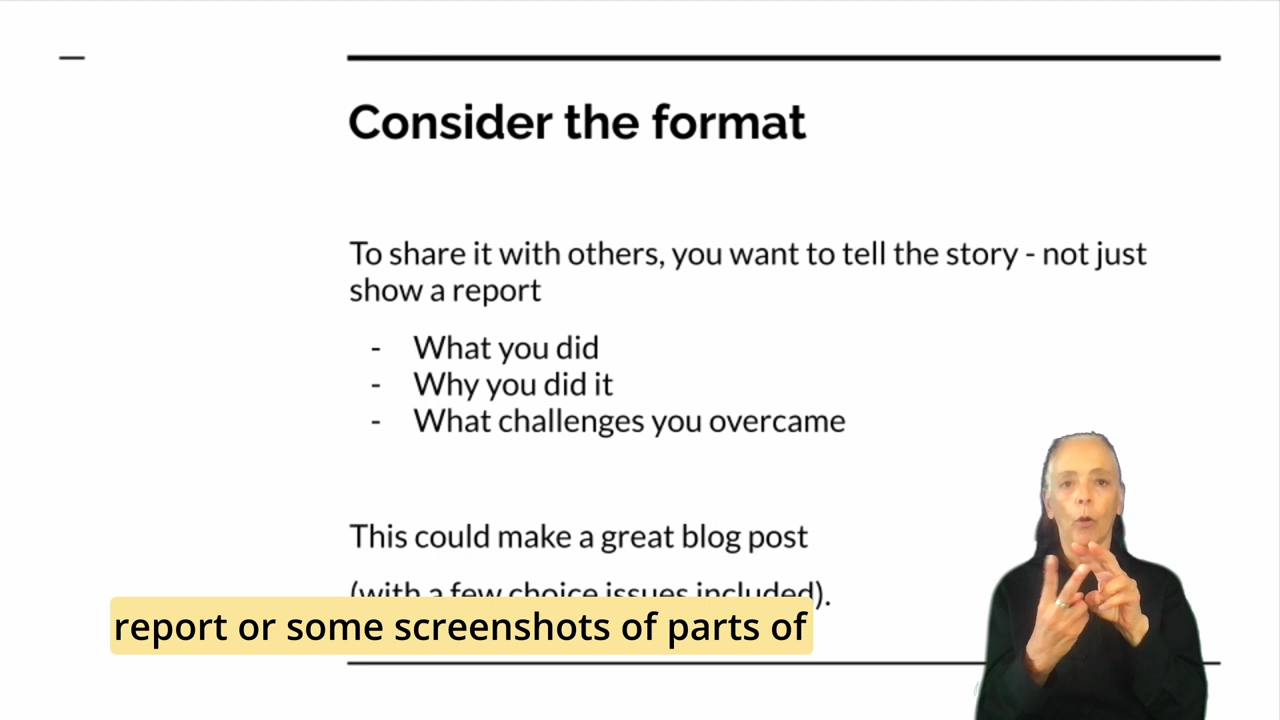 Consider the format
To share it with others, you want to tell the story - not just
show a report
- What you did
- Why you did it
- What challenges you overcame
This could make a great blog post
(with a few choice issues included).
report or some screenshots of parts of